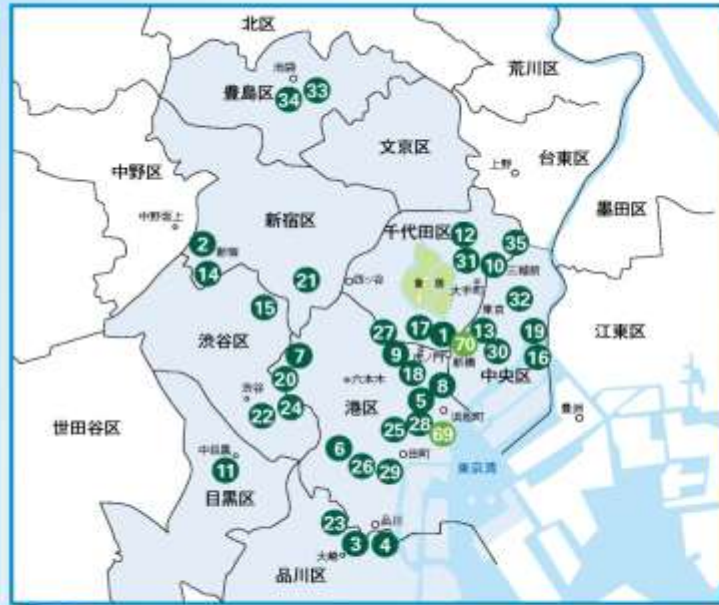 北区
荒川区
池袋
豊島区
33
34
文京区
台東区
上野
中野区
中野坂上
墨田区
新宿区
千代田区
12
35
2
新宿
31
10
三越前
14
21
四ッ谷
皇居
大手町
15
東京
32
江東区
渋谷区
27
17
1
13
19
70
9
虎ノ門
新橋
30
16
7
中央区
18
20
六本木
8
渋谷
港区
5
浜松町
豊洲
22
24
25
28
69
世田谷区
6
田町
中目黒
11
26
29
東京湾
目黒区
23
品川
3
4
大崎
品川区